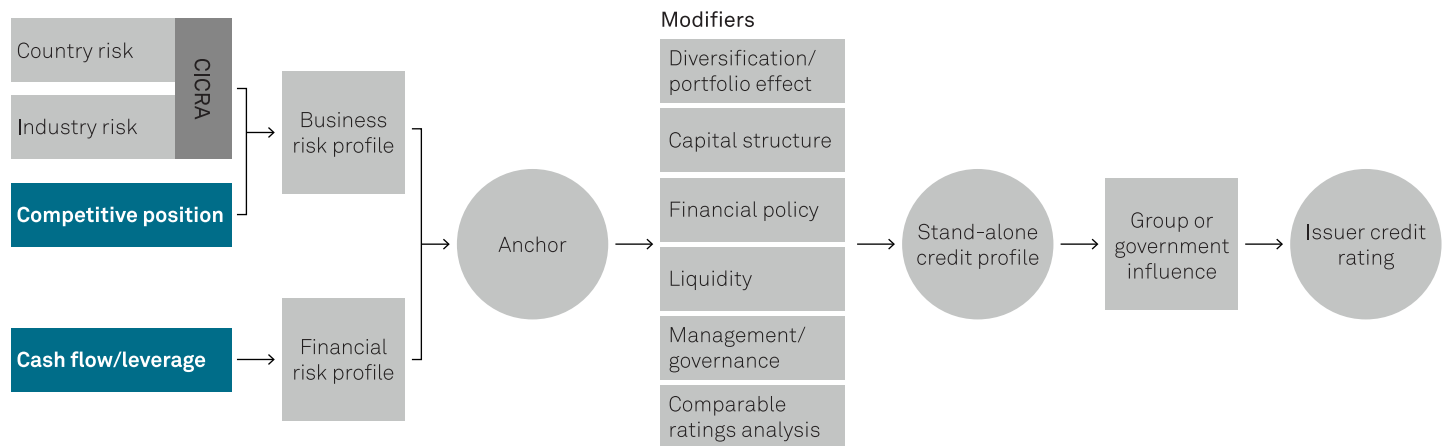 Modifiers
Country risk
Industry risk
CICRA
Competitive position
Cash flow/leverage
Business
risk profile
Financial
risk profile
Anchor
Diversification/
portfolio effect
Capital structure
Financial policy
Liquidity
Management/
governance
Comparable
ratings analysis
Stand-alone
credit profile
Group or
government
influence
Issuer credit
rating